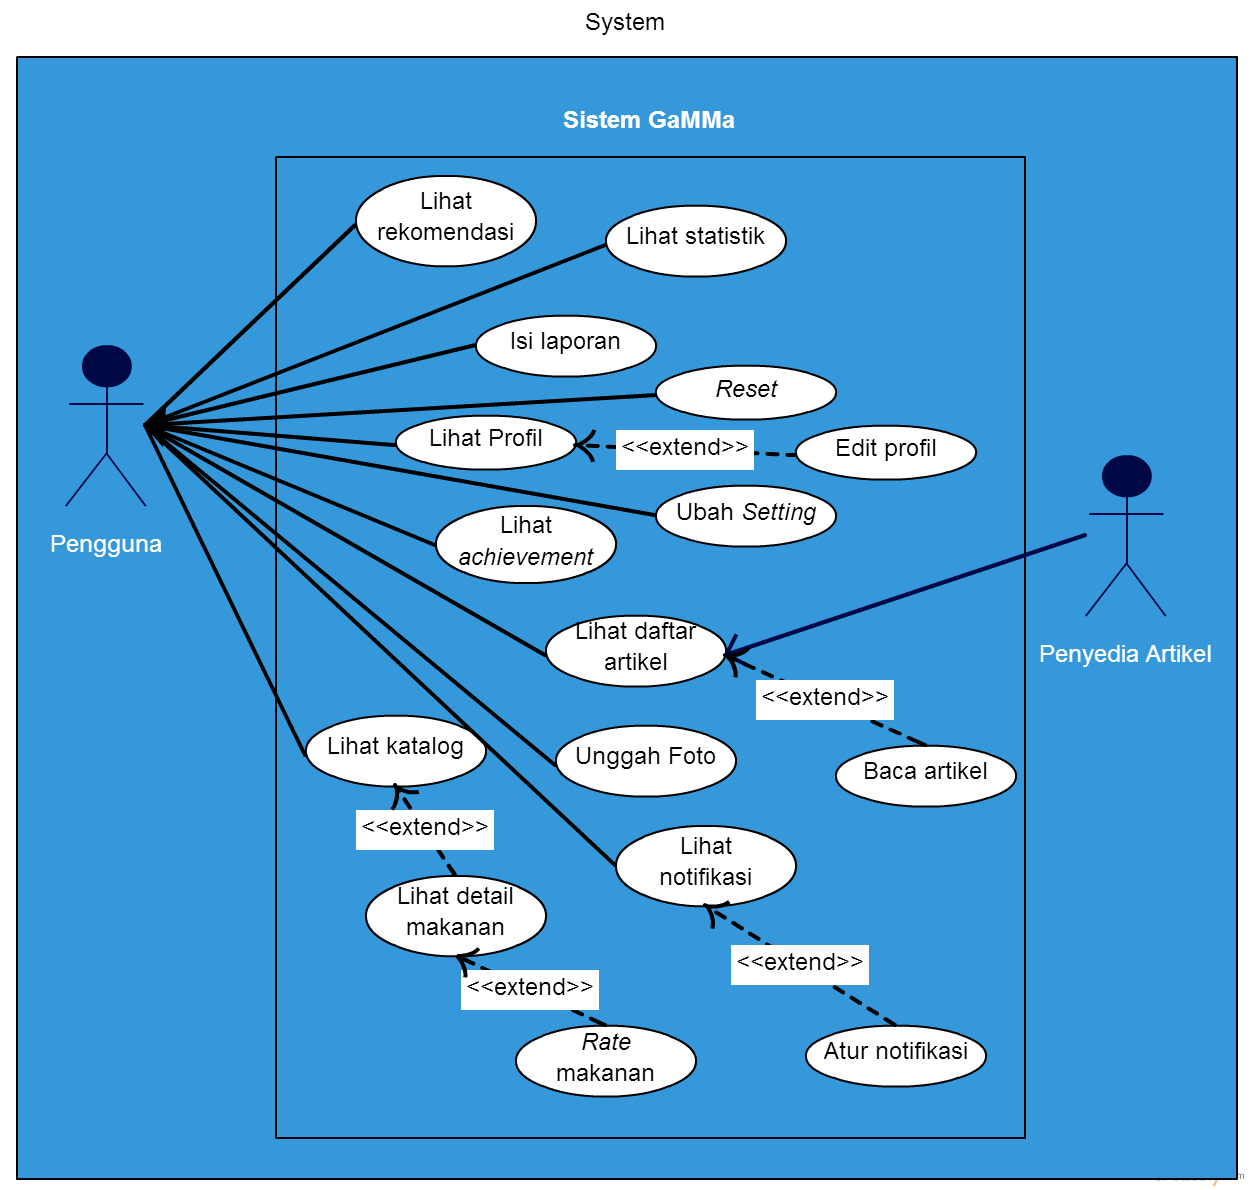 System
Sistem GaMMa
Lihat
rekomendasi
Lihat statistik
Isi laporan
Reset
Lihat Profil
<<extend>>
Edit profil
Ubah Setting
Lihat
achievement
Pengguna
Lihat daftar
artikel
Penyedia Artikel
<<extend>>
Lihat katalog
Unggah Foto
Baca artikel
<<extend>>
Lihat
notifikasi
Lihat detail
makanan
<<extend>>
<<extend>>
Rate
makanan
Atur notifikasi